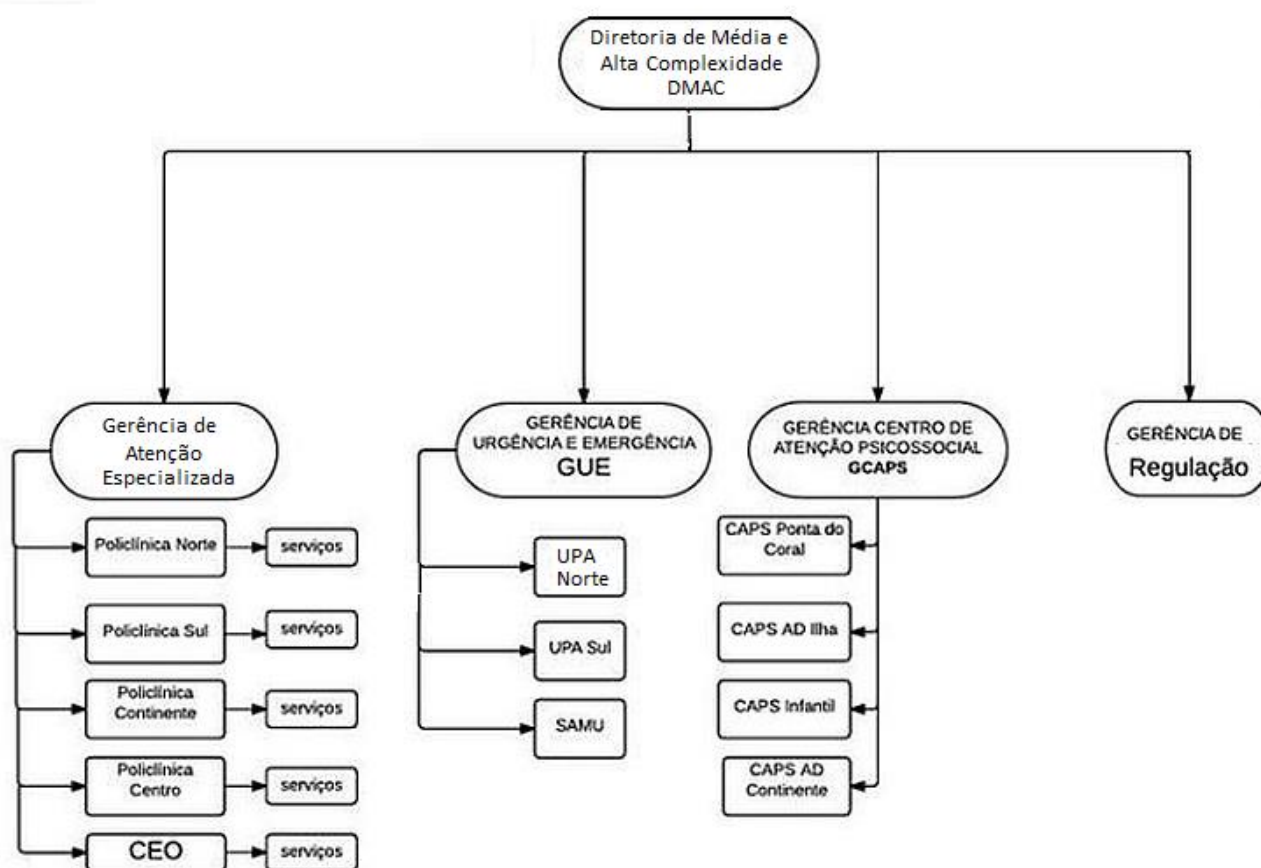 Diretoria de Média e
Alta Complexidade
DMAC
Gerência de
Atenção
Especializada
GERÊNCIA DE
URGÊNCIA E EMERGÊNCIA
GUE
GERÊNCIA CENTRO DE
ATENÇÃO PSICOSSOCIAL
GCAPS
GERÊNCIA DE
Regulação
Policlínica Norte
serviços
Policlínica Sul
serviços
Policlínica
Continente
serviços
Policlínica
Centro
serviços
CEO
serviços
UPA
Norte
UPA Sul
SAMU
CAPS Ponta do
Coral
CAPS AD Ilha
CAPS Infantil
CAPS AD
Continente